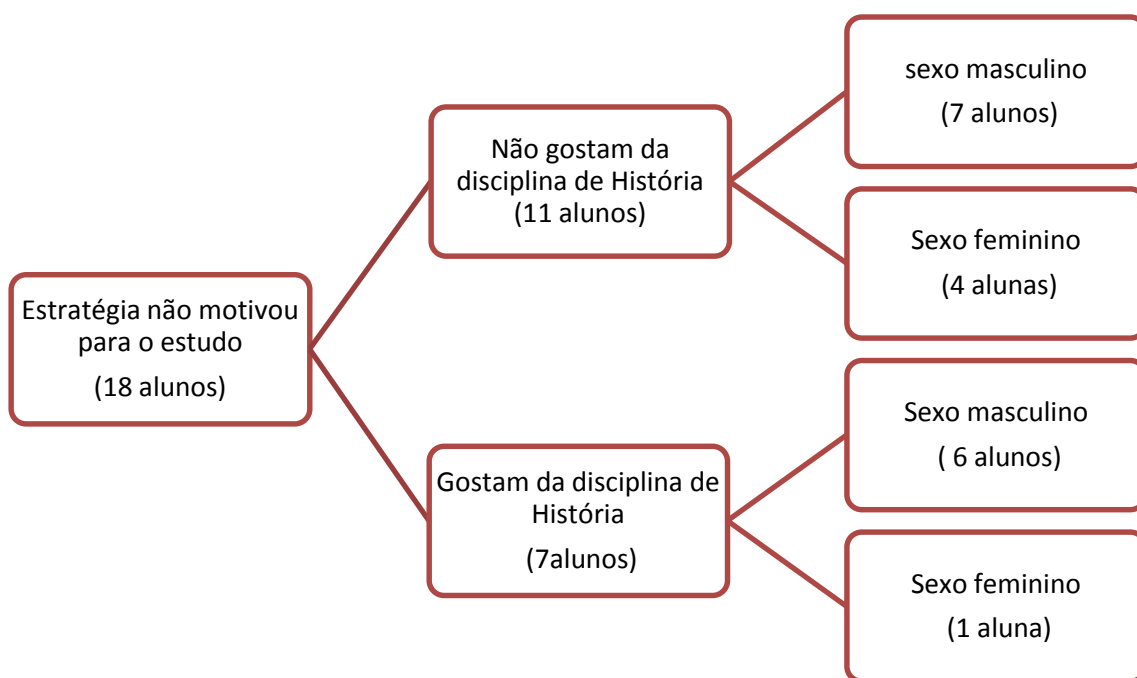 Estratégia não motivou
para o estudo
(18 alunos)
Não gostam da
disciplina de História
(11 alunos)
sexo masculino
(7 alunos)
Sexo feminino
(4 alunas)
Gostam da disciplina de
História
(7alunos)
Sexo masculino
( 6 alunos)
Sexo feminino
(1 aluna)